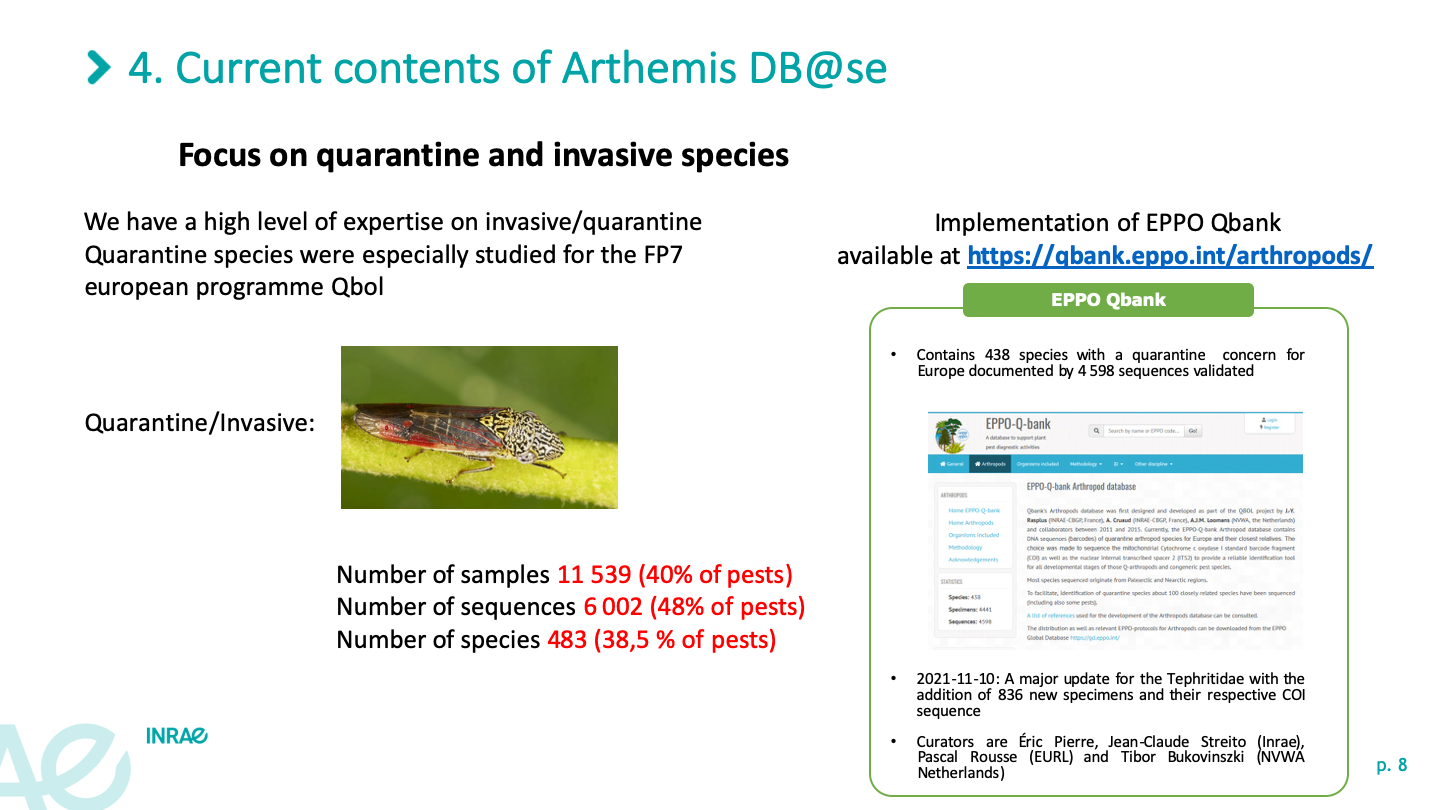 4. Current contents of Arthemis DB@se
Focus on quarantine and invasive species
We have a high level of expertise on invasive/quarantine
Quarantine species were especially studied for the FP7
european programme Qbol
Quarantine/Invasive:
Number of samples 11 539 (40% of pests)
Number of sequences 6 002 (48% of pests)
Number of species 483 (38,5 % of pests)
Implementation of EPPO Qbank
available at https://qbank.eppo.int/arthropods/
EPPO Qbank
• Contains 438 species with a quarantine concern for
Europe documented by 4 598 sequences validated
EPPO-Q-bank
A database to support plant
pest diagnostic activities
Search by name or EPPO code...
Go!
Login
Register
General Arthropods Organisms included Methodology ID Other discipline
ARTHROPODS
Home EPPO Q-bank
Home Arthropods
Organisms included
Methodology
Acknowledgements
STATISTICS
Species: 438
Specimens: 4441
Sequences: 4598
EPPO-Q-bank Arthropod database
Qbank's Arthropods database was first designed and developed as part of the QBOL project by J.-Y.
Rasplus (INRAE-CBGP, France), A. Cruaud (INRAE-CBGP, France), A.J.M. Loomans (NVWA, the Netherlands)
and collaborators between 2011 and 2015. Currently, the EPPO-Q-bank Arthropod database contains
DNA sequences (barcodes) of quarantine arthropod species for Europe and their closest relatives. The
choice was made to sequence the mitochondrial Cytochrome c oxydase I standard barcode fragment
(COI) as well as the nuclear internal transcribed spacer 2 (ITS2) to provide a reliable identification tool
for all developmental stages of those Q-arthropods and congeneric pest species.
Most species sequenced originate from Palearctic and Nearctic regions.
To facilitate, identification of quarantine species about 100 closely related species have been sequenced
(including also some pests).
A list of references used for the development of the Arthropods database can be consulted.
The distribution as well as relevant EPPO-protocols for Arthropods can be downloaded from the EPPO
Global Database https://gd.eppo.int/
• 2021-11-10: A major update for the Tephritidae with the
addition of 836 new specimens and their respective COI
sequence
• Curators are Éric Pierre, Jean-Claude Streito (Inrae),
Pascal Rousse (EURL) and Tibor Bukovinszki (NVWA
Netherlands)
INRAE
p. 8